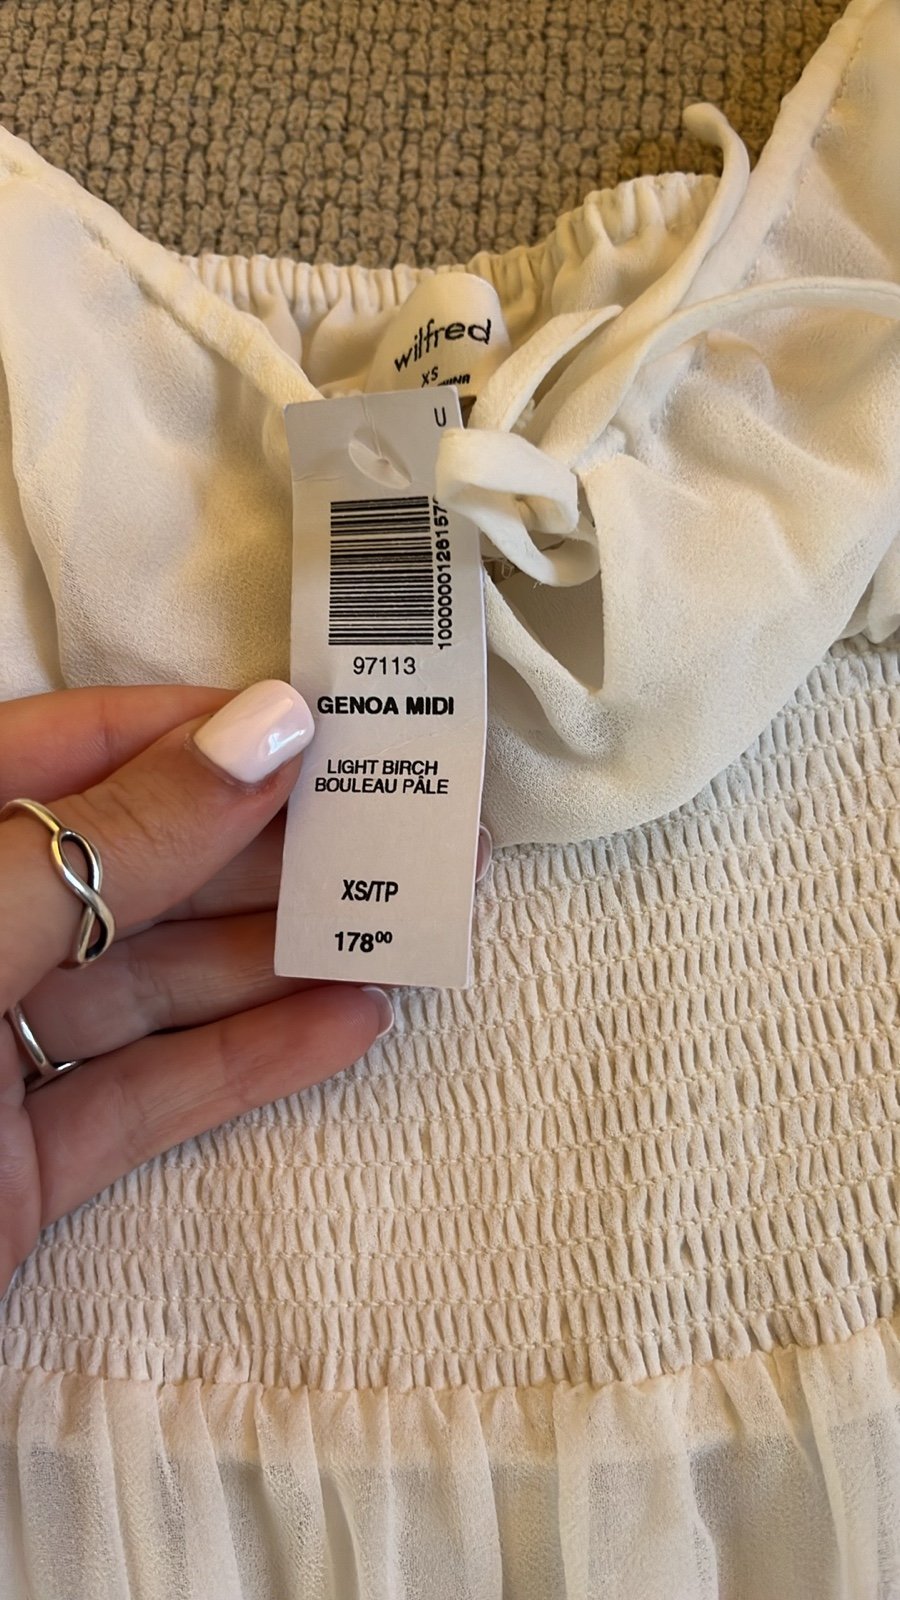 wilfred
XS
U
97113
GENOA MIDI
LIGHT BIRCH
BOULEAU PÂLE
XS/TP
178⁰⁰